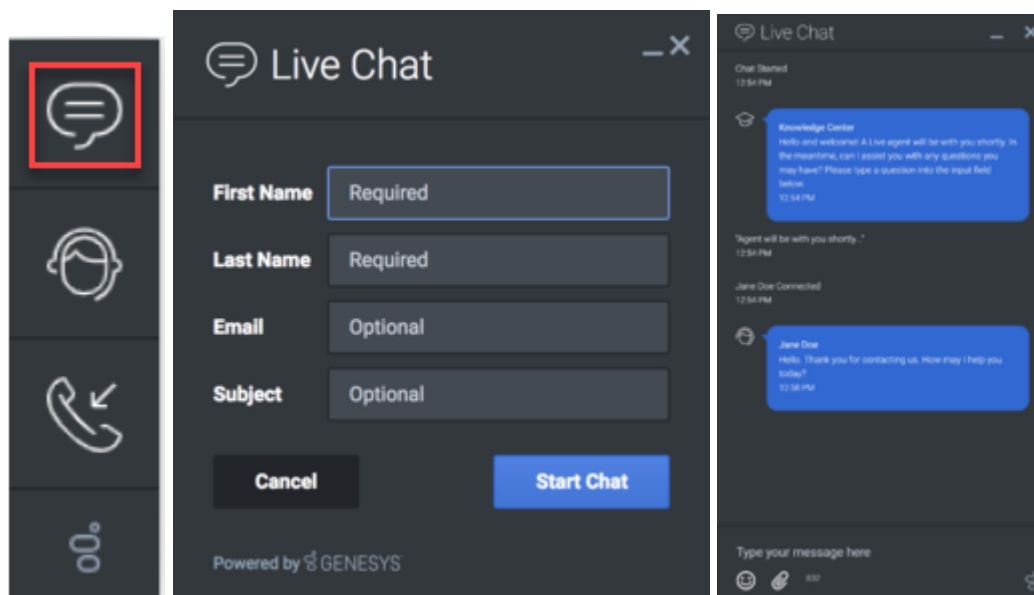 Live Chat
First Name Required
Last Name Required
Email Optional
Subject Optional
Cancel Start Chat
Powered by GENESYS
Live Chat
Chat Started
12:54 PM
Knowledge Center
Hello and welcome! A Live agent will be with you shortly. In
the meantime, can I assist you with any questions you
may have? Please type a question into the input field
below.
12:54 PM
"Agent will be with you shortly..."
12:54 PM
Jane Doe Connected
12:54 PM
Jane Doe
Hello. Thank you for contacting us. How may I help you
today?
12:58 PM
Type your message here